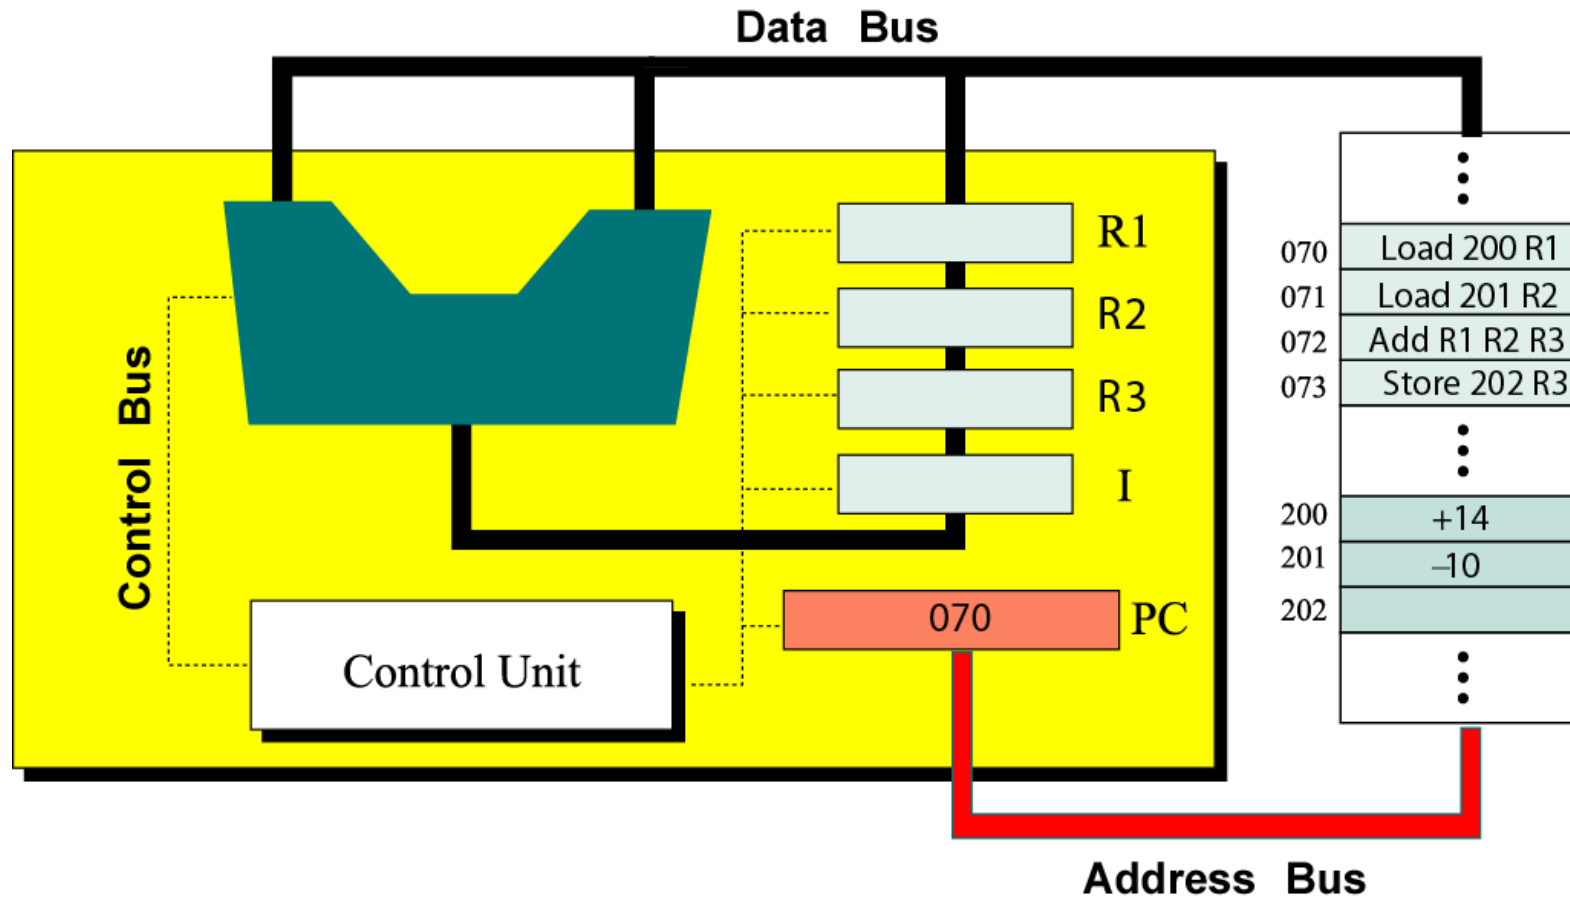 Data Bus
R1
R2
R3
I
Control Bus
Control Unit
070
PC
070 Load 200 R1
071 Load 201 R2
072 Add R1 R2 R3
073 Store 202 R3
200 +14
201 –10
202
Address Bus